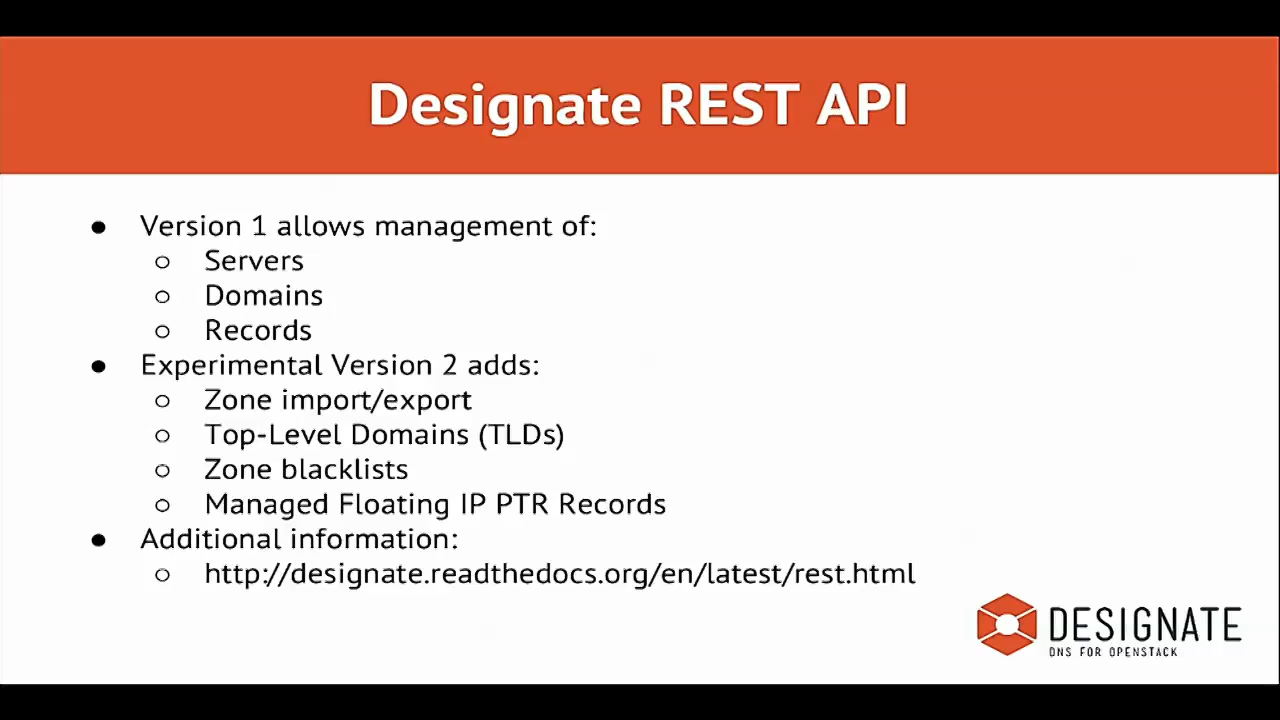 Designate REST API
● Version 1 allows management of:
○ Servers
○ Domains
○ Records
● Experimental Version 2 adds:
○ Zone import/export
○ Top-Level Domains (TLDs)
○ Zone blacklists
○ Managed Floating IP PTR Records
● Additional information:
○ http://designate.readthedocs.org/en/latest/rest.html
DESIGNATE
DNS FOR OPENSTACK